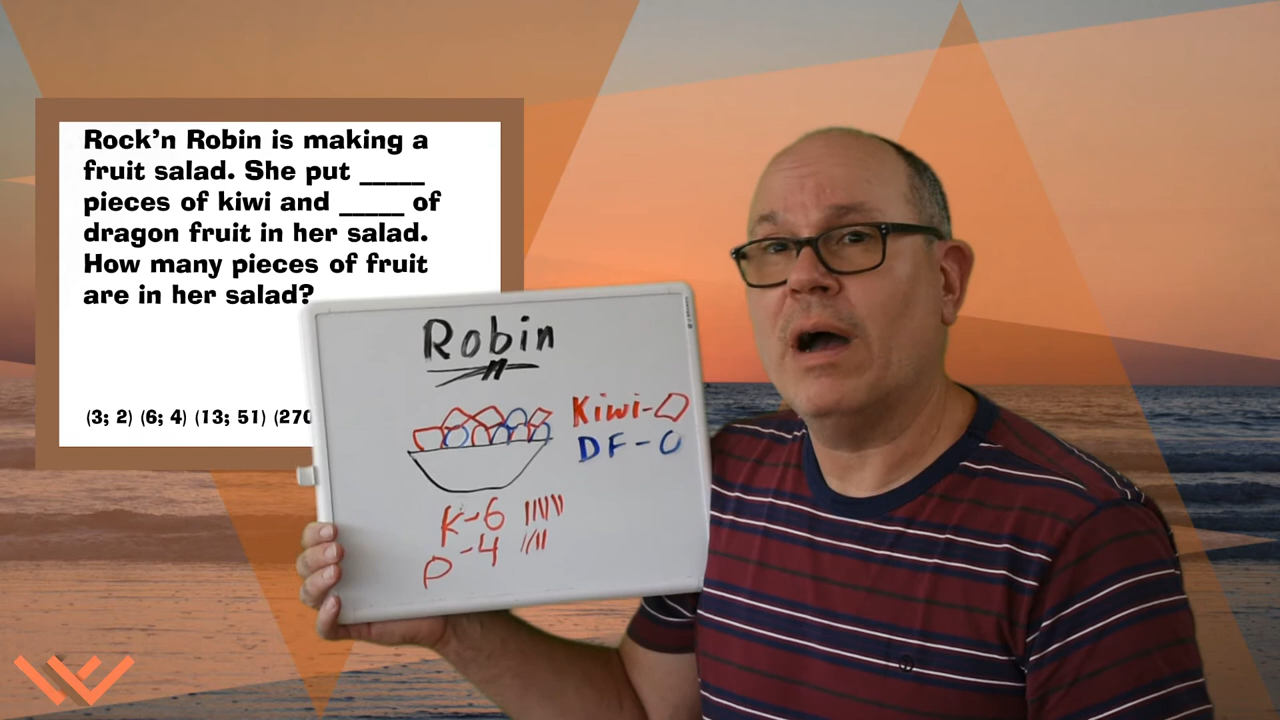 Rock'n Robin is making a
fruit salad. She put _____
pieces of kiwi and _____ of
dragon fruit in her salad.
How many pieces of fruit
are in her salad?
(3; 2) (6; 4) (13; 51) (270
Robin
Kiwi-
DF-
K-6
D-4